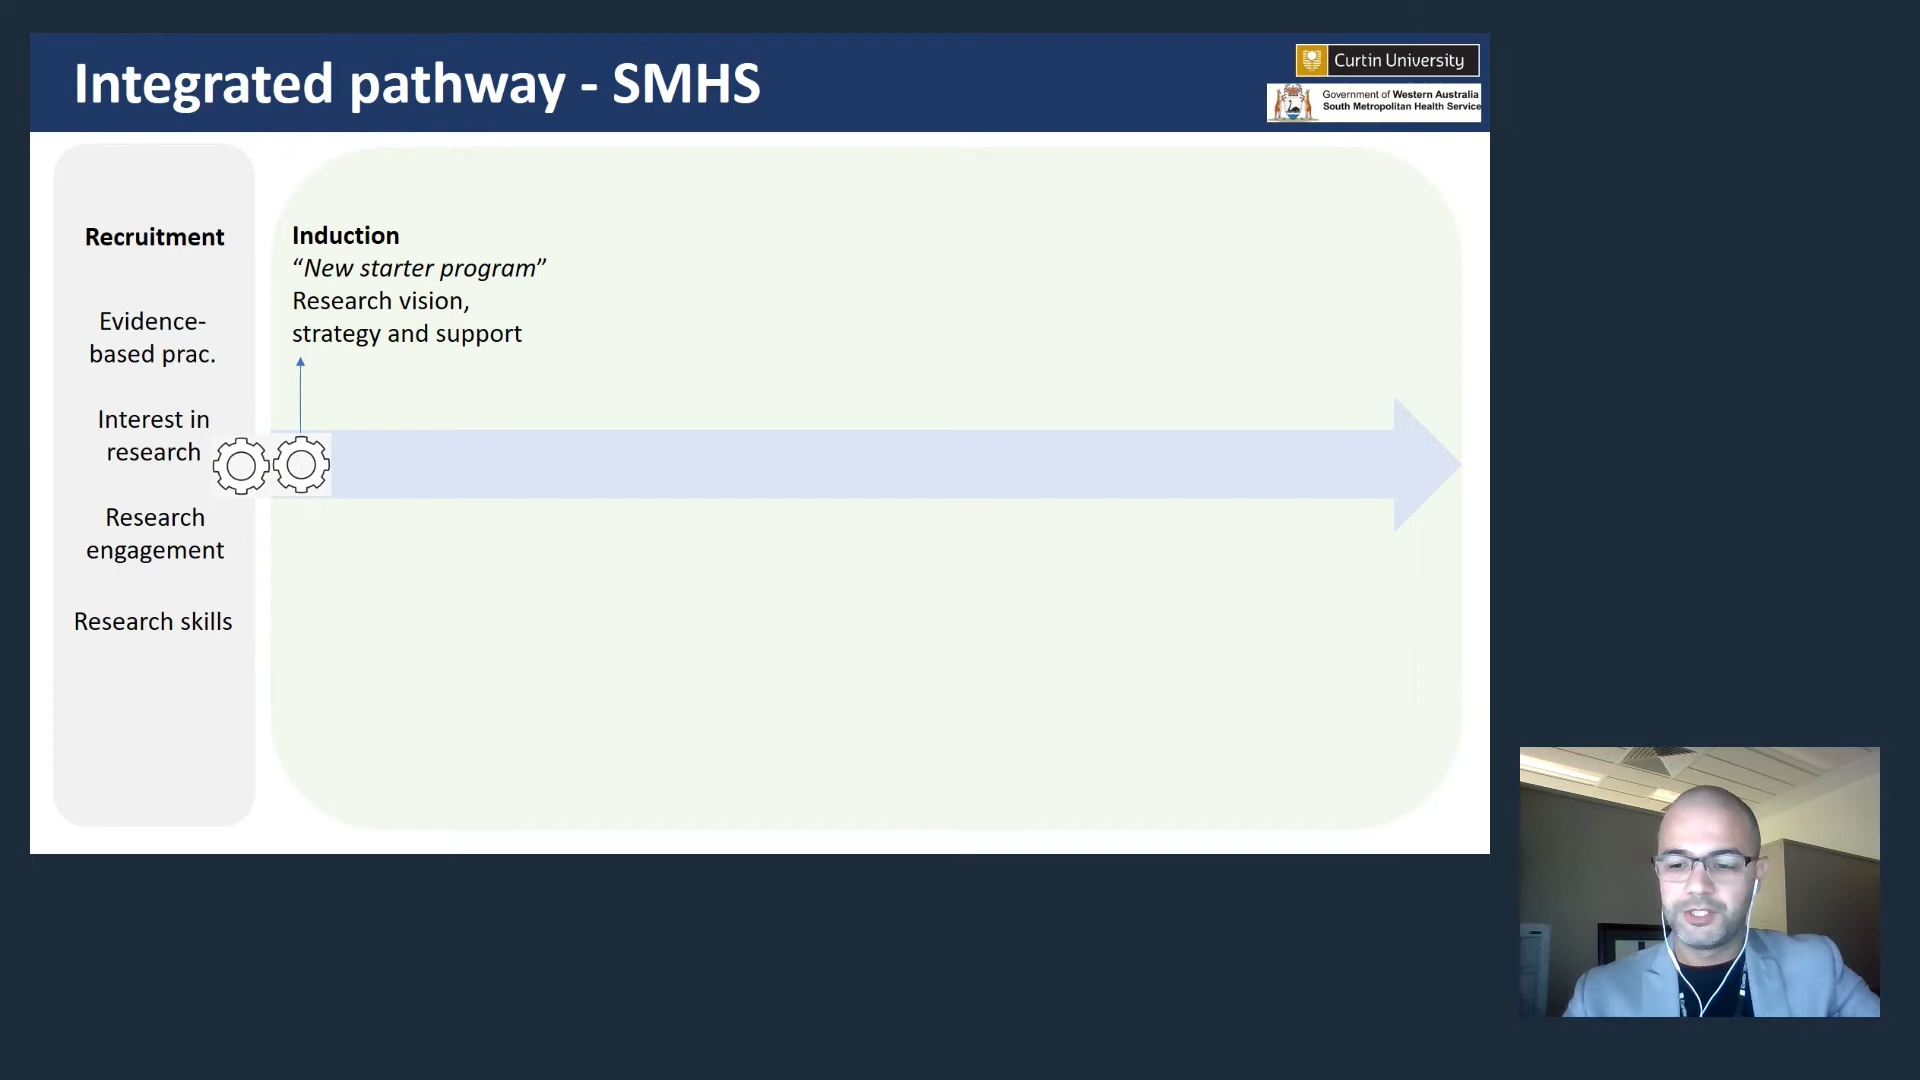 Integrated pathway - SMHS
Curtin University
Government of Western Australia
South Metropolitan Health Service
Recruitment
Evidence-
based prac.
Interest in
research
Research
engagement
Research skills
Induction
“New starter program”
Research vision,
strategy and support